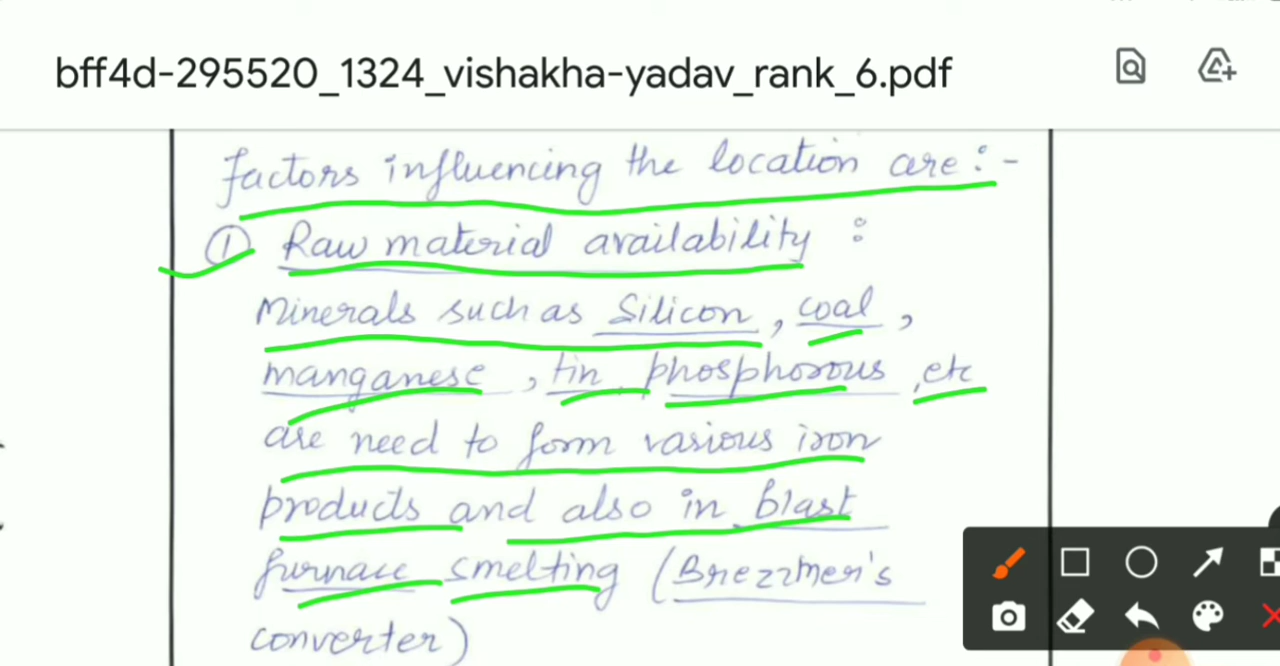 bff4d-295520_1324_vishakha-yadav_rank_6.pdf
factors influencing the location are:-
① Raw material availability :
Minerals such as Silicon, coal,
manganese, tin, phosphorous, etc
are need to form various iron
products and also in blast
furnace smelting (Brezzmer's
converter)